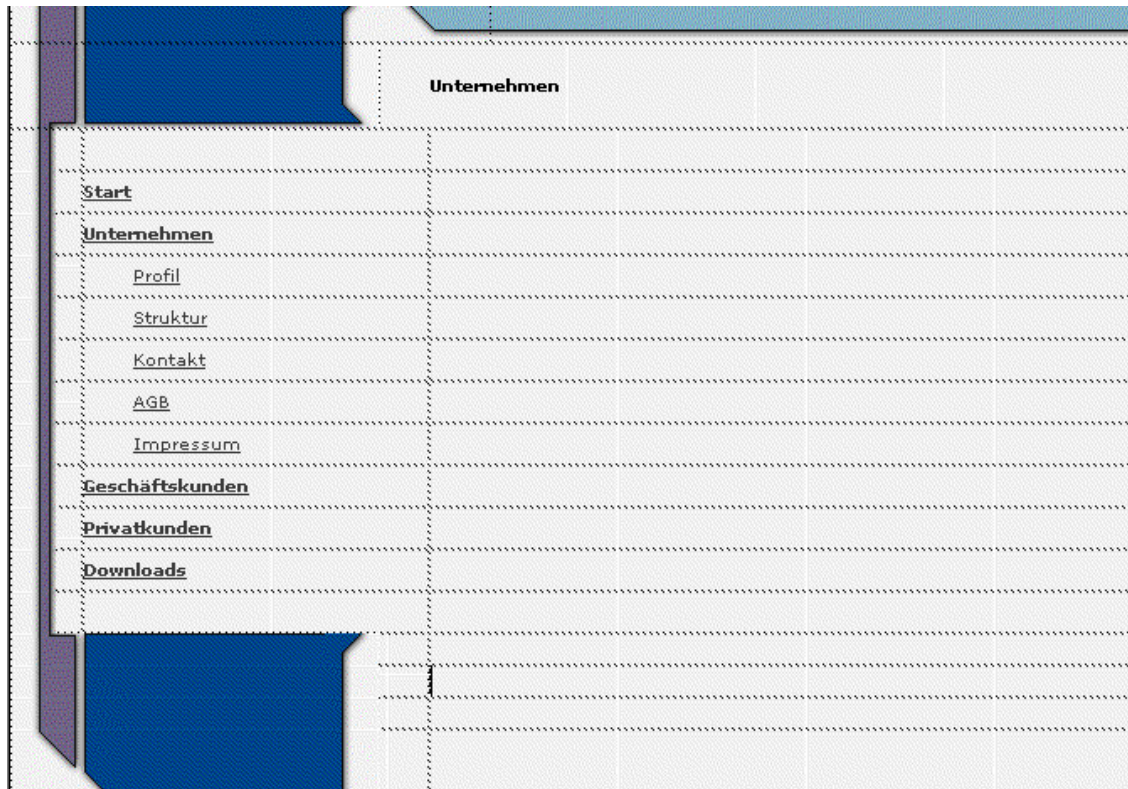 Unternehmen
Start
Unternehmen
Profil
Struktur
Kontakt
AGB
Impressum
Geschäftskunden
Privatkunden
Downloads